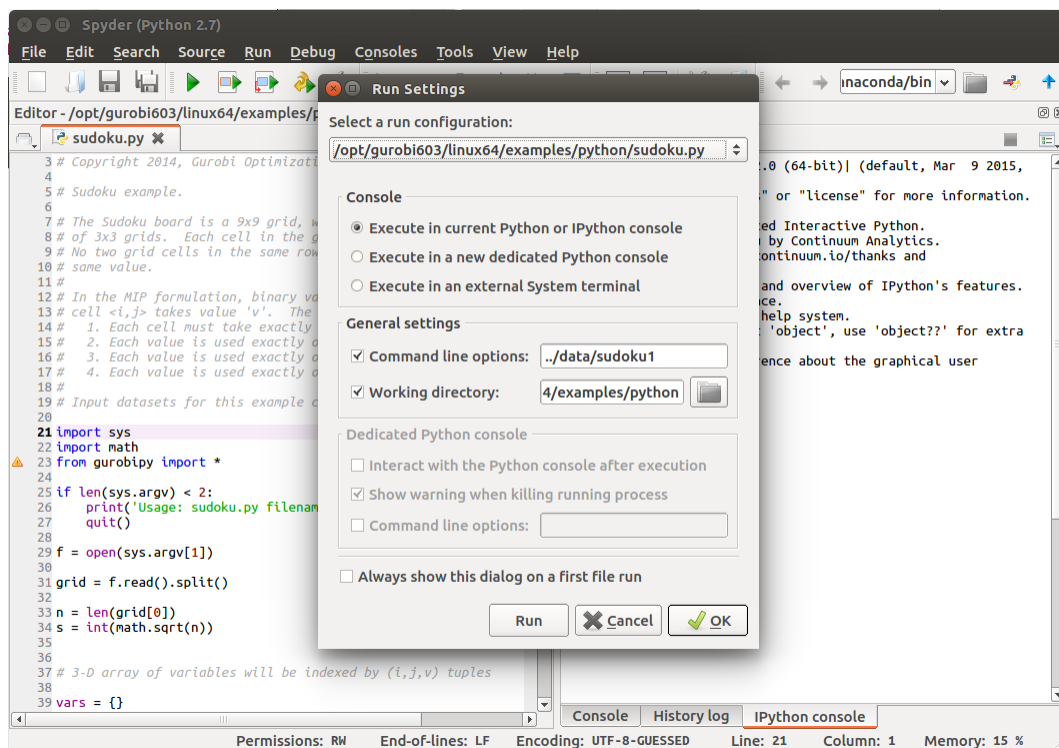 Spyder (Python 2.7)
File Edit Search Source Run Debug Consoles Tools View Help
/bin
Editor - /opt/gurobi603/linux64/examples/
sudoku.py
3 # Copyright 2014, Gurobi
4
5 # Sudoku example.
6
7 # The Sudoku board is a 9x9 grid,
8 # of 3x3 grids. Each cell in the
9 # No two grid cells in the same row
10 # same value.
11 #
12 # In the MIP formulation, binary
13 # cell <i,j> takes value 'v'. The
14 # 1. Each cell must take exactly
15 # 2. Each value is used exactly
16 # 3. Each value is used exactly
17 # 4. Each value is used exactly
18 #
19 # Input datasets for this example
20
21 import sys
22 import math
23 from gurobipy import *
24
25 if len(sys.argv) < 2:
26 print('Usage: sudoku.py
27 quit()
28
29 f = open(sys.argv[1])
30
31 grid = f.read().split()
32
33 n = len(grid[0])
34 s = int(math.sqrt(n))
35
36
37 # 3-D array of variables will be indexed by (i,j,v) tuples
38
39 vars = {}
Run Settings
Select a run configuration:
/opt/gurobi603/linux64/examples/python/sudoku.py
Console
Execute in current Python or IPython console
Execute in a new dedicated Python console
Execute in an external System terminal
General settings
Command line options: ../data/sudoku1
Working directory: 4/examples/python
Dedicated Python console
Interact with the Python console after execution
Show warning when killing running process
Command line options:
Always show this dialog on a first file run
Run Cancel OK
.0 (64-bit)| (default, Mar 9 2015,
" or "license" for more information.
Interactive Python.
by Continuum Analytics.
continuum.io/thanks and
and overview of IPython's features.
help system.
'object', use 'object??' for extra
about the graphical user
Console History log IPython console
Permissions: RW End-of-lines: LF Encoding: UTF-8-GUESSED Line: 21 Column: 1 Memory: 15 %